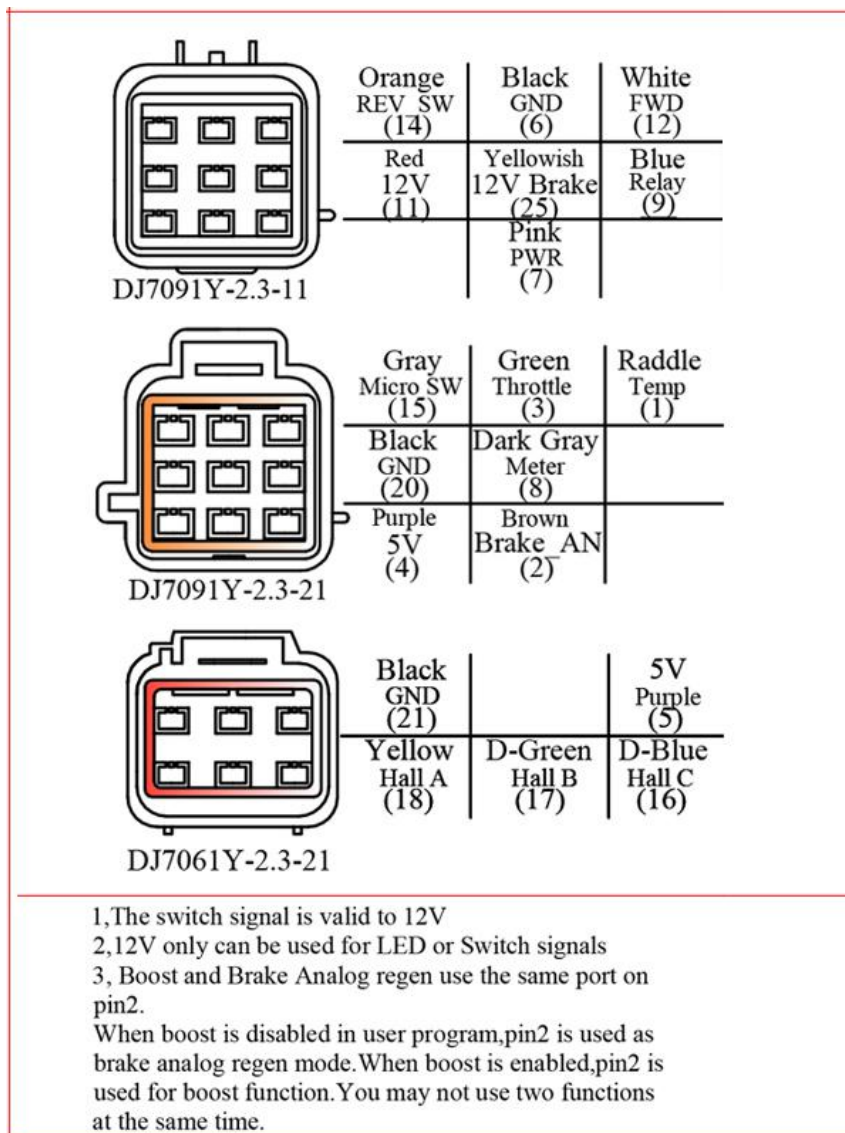 Orange Black White
REV_SW GND FWD
(14) (6) (12)
Red Yellowish Blue
12V 12V Brake Relay
(11) (25) (9)
Pink
PWR
(7)
DJ7091Y-2.3-11
Gray Green Raddle
Micro SW Throttle Temp
(15) (3) (1)
Black Dark Gray
GND Meter
(20) (8)
Purple Brown
5V Brake_AN
(4) (2)
DJ7091Y-2.3-21
Black 5V
GND Purple
(21) (5)
Yellow D-Green D-Blue
Hall A Hall B Hall C
(18) (17) (16)
DJ7061Y-2.3-21
1,The switch signal is valid to 12V
2,12V only can be used for LED or Switch signals
3, Boost and Brake Analog regen use the same port on
pin2.
When boost is disabled in user program,pin2 is used as
brake analog regen mode.When boost is enabled,pin2 is
used for boost function.You may not use two functions
at the same time.